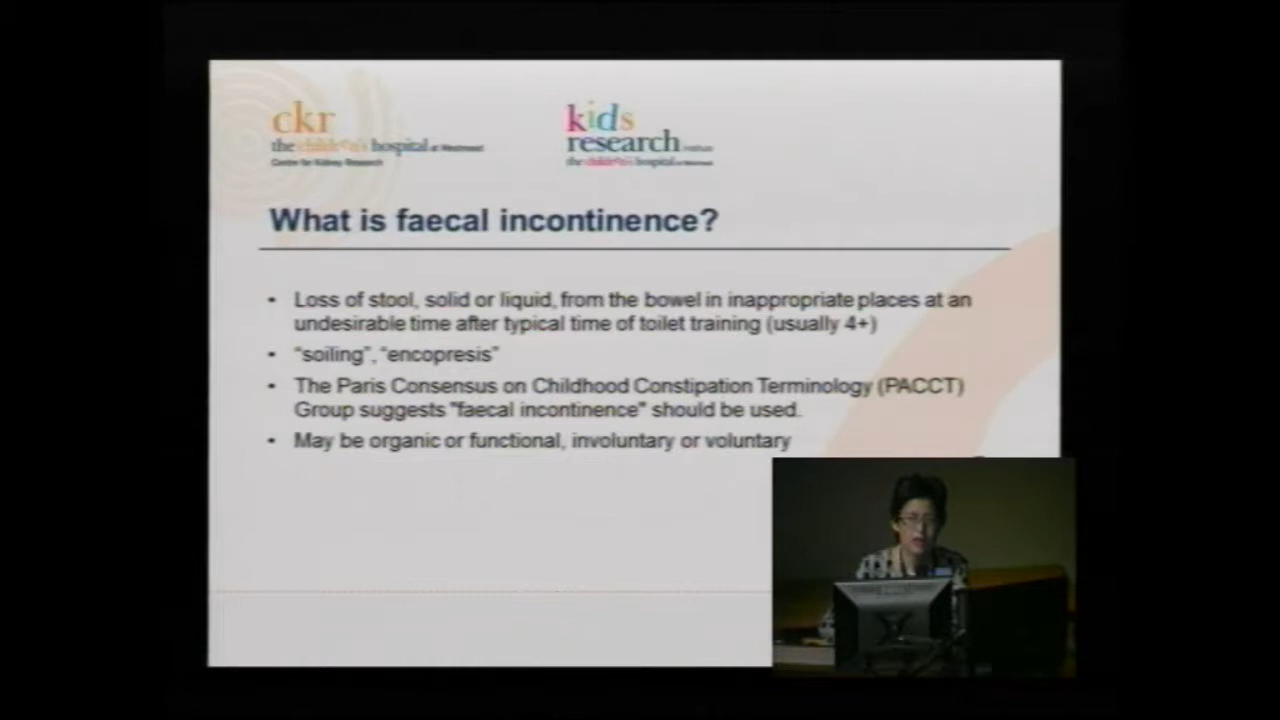 ckr
the children's hospital at Westmead
Centre for Kidney Research
kids
research institute
the children's hospital at Westmead
What is faecal incontinence?
• Loss of stool, solid or liquid, from the bowel in inappropriate places at an
undesirable time after typical time of toilet training (usually 4+)
• “soiling”, “encopresis”
• The Paris Consensus on Childhood Constipation Terminology (PACCT)
Group suggests "faecal incontinence" should be used.
• May be organic or functional, involuntary or voluntary